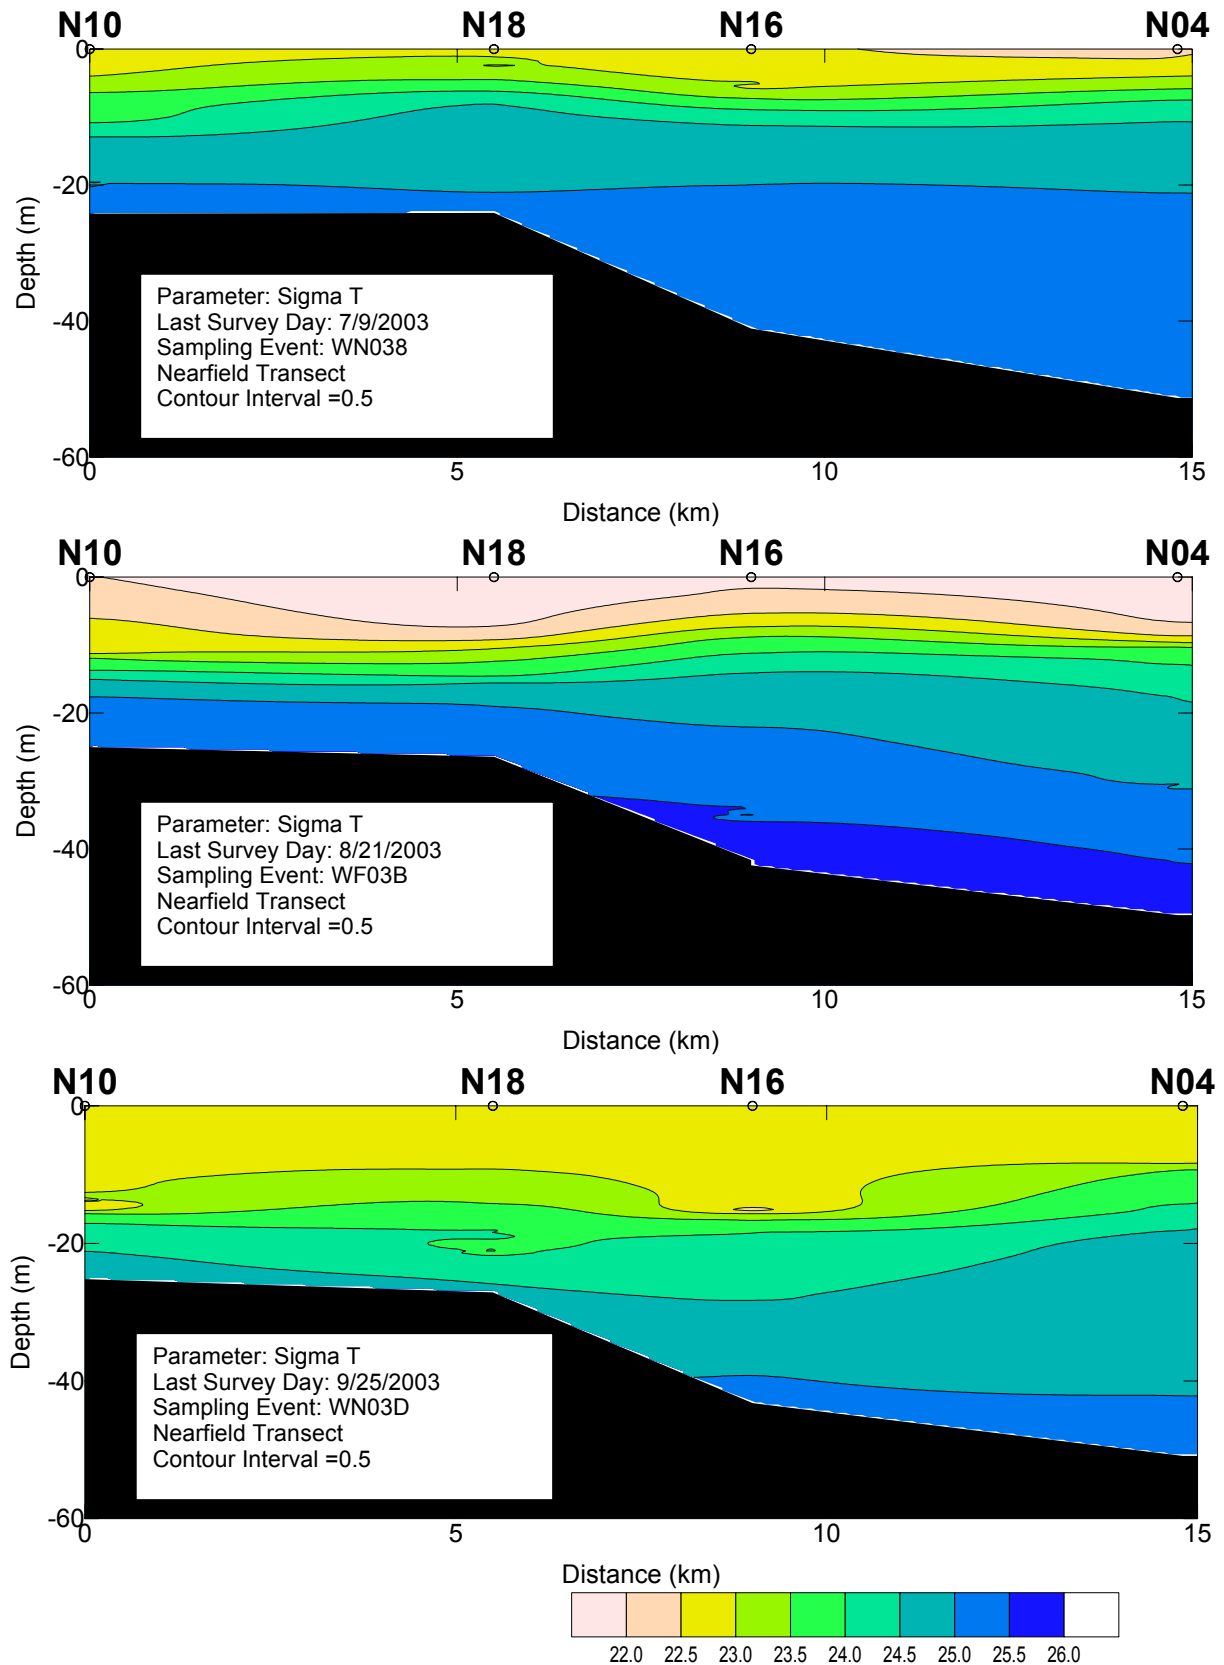 N10 N18 N16 N04
0
-20
-40
-60
Depth (m)
Parameter: Sigma T
Last Survey Day: 7/9/2003
Sampling Event: WN038
Nearfield Transect
Contour Interval =0.5
0 5 10 15
Distance (km)
N10 N18 N16 N04
0
-20
-40
-60
Depth (m)
Parameter: Sigma T
Last Survey Day: 8/21/2003
Sampling Event: WF03B
Nearfield Transect
Contour Interval =0.5
0 5 10 15
Distance (km)
N10 N18 N16 N04
0
-20
-40
-60
Depth (m)
Parameter: Sigma T
Last Survey Day: 9/25/2003
Sampling Event: WN03D
Nearfield Transect
Contour Interval =0.5
0 5 10 15
Distance (km)
22.0 22.5 23.0 23.5 24.0 24.5 25.0 25.5 26.0